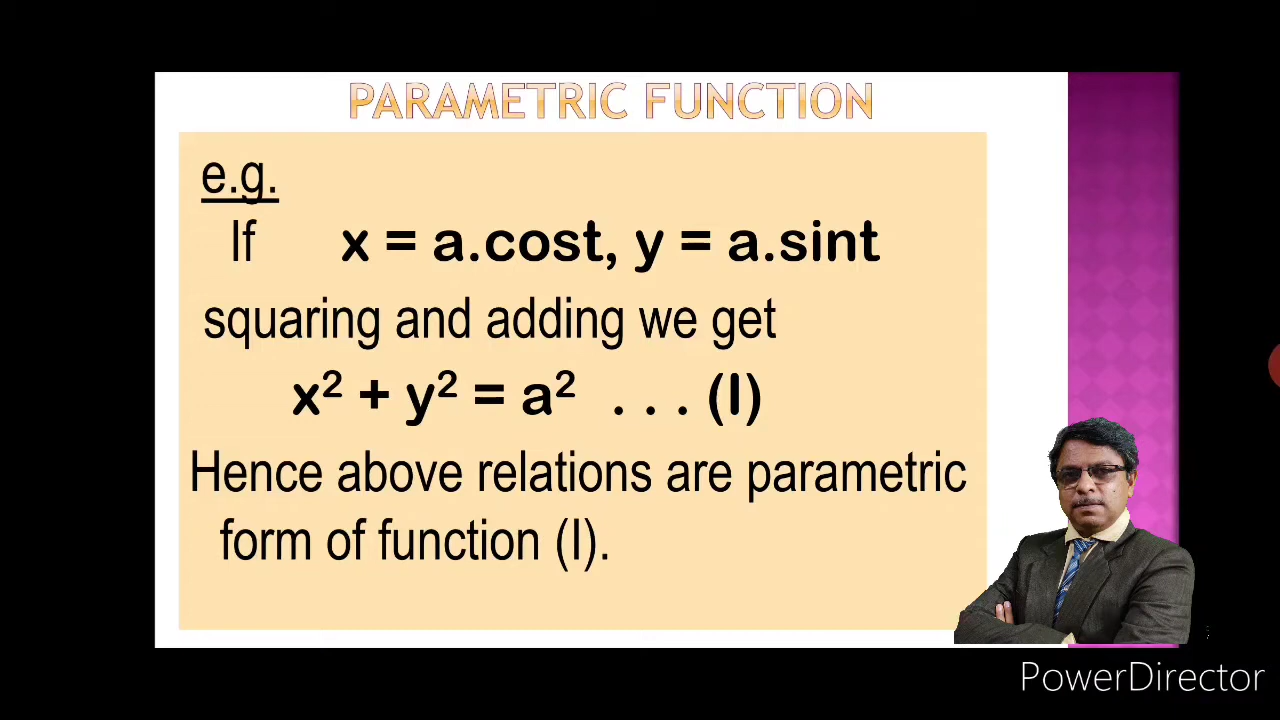 PARAMETRIC FUNCTION
e.g.
If x = a.cost, y = a.sint
squaring and adding we get
x² + y² = a² . . . (I)
Hence above relations are parametric
form of function (I).
PowerDirector